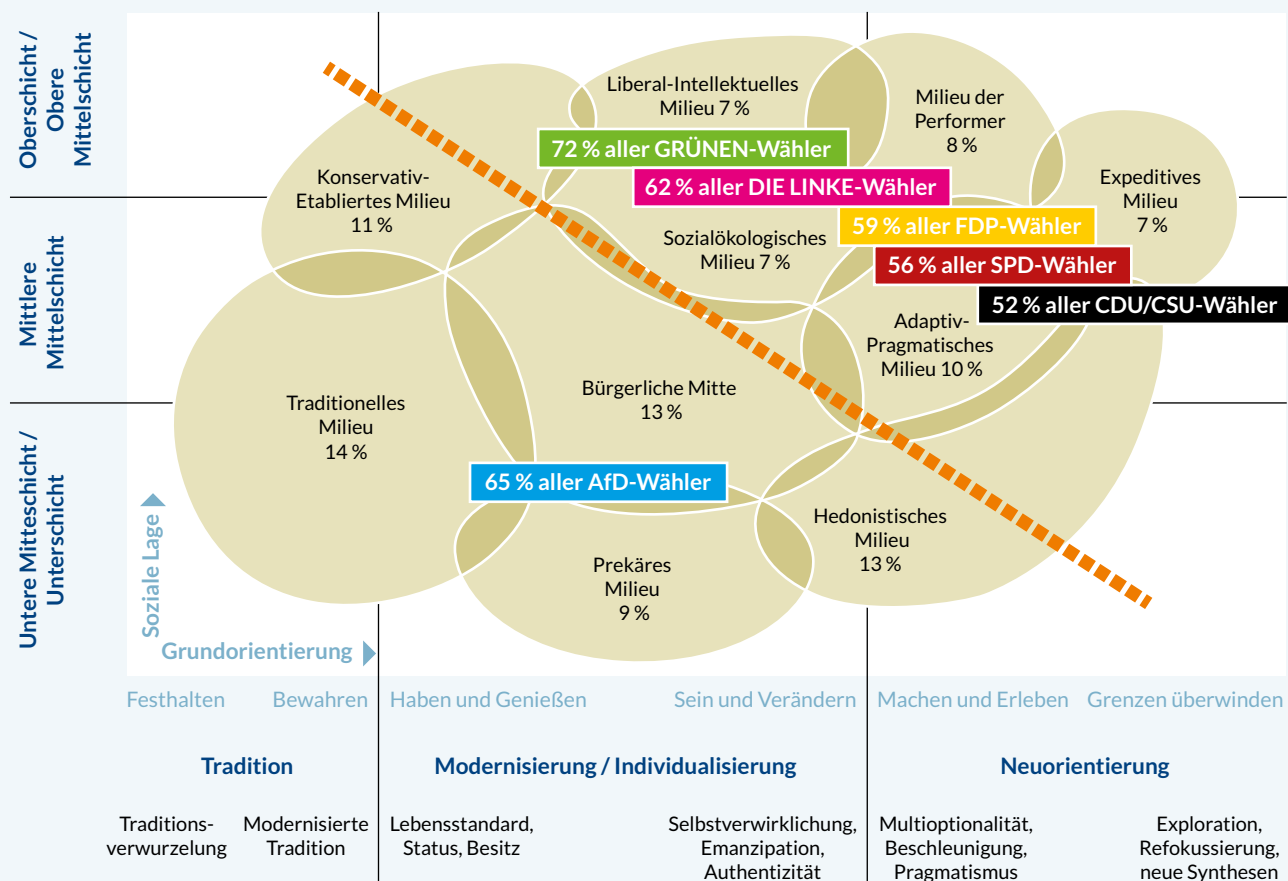 Oberschicht /
Obere
Mittelschicht
Mittlere
Mittelschicht
Untere Mitteschicht /
Unterschicht
Liberal-Intellektuelles
Milieu 7 %
Milieu der
Performer
8 %
72 % aller GRÜNEN-Wähler
62 % aller DIE LINKE-Wähler
Konservativ-
Etabliertes Milieu
11 %
Expeditives
Milieu
7 %
59 % aller FDP-Wähler
Sozialökologisches
Milieu 7 %
56 % aller SPD-Wähler
52 % aller CDU/CSU-Wähler
Adaptiv-
Pragmatisches
Milieu 10 %
Bürgerliche Mitte
13 %
Traditionelles
Milieu
14 %
65 % aller AfD-Wähler
Hedonistisches
Milieu
13 %
Prekäres
Milieu
9 %
Soziale Lage
Grundorientierung
Festhalten
Bewahren
Haben und Genießen
Sein und Verändern
Machen und Erleben
Grenzen überwinden
Tradition
Modernisierung / Individualisierung
Neuorientierung
Traditions-
verwurzelung
Modernisierte
Tradition
Lebensstandard,
Status, Besitz
Selbstverwirklichung,
Emanzipation,
Authentizität
Multioptionalität,
Beschleunigung,
Pragmatismus
Exploration,
Refokussierung,
neue Synthesen